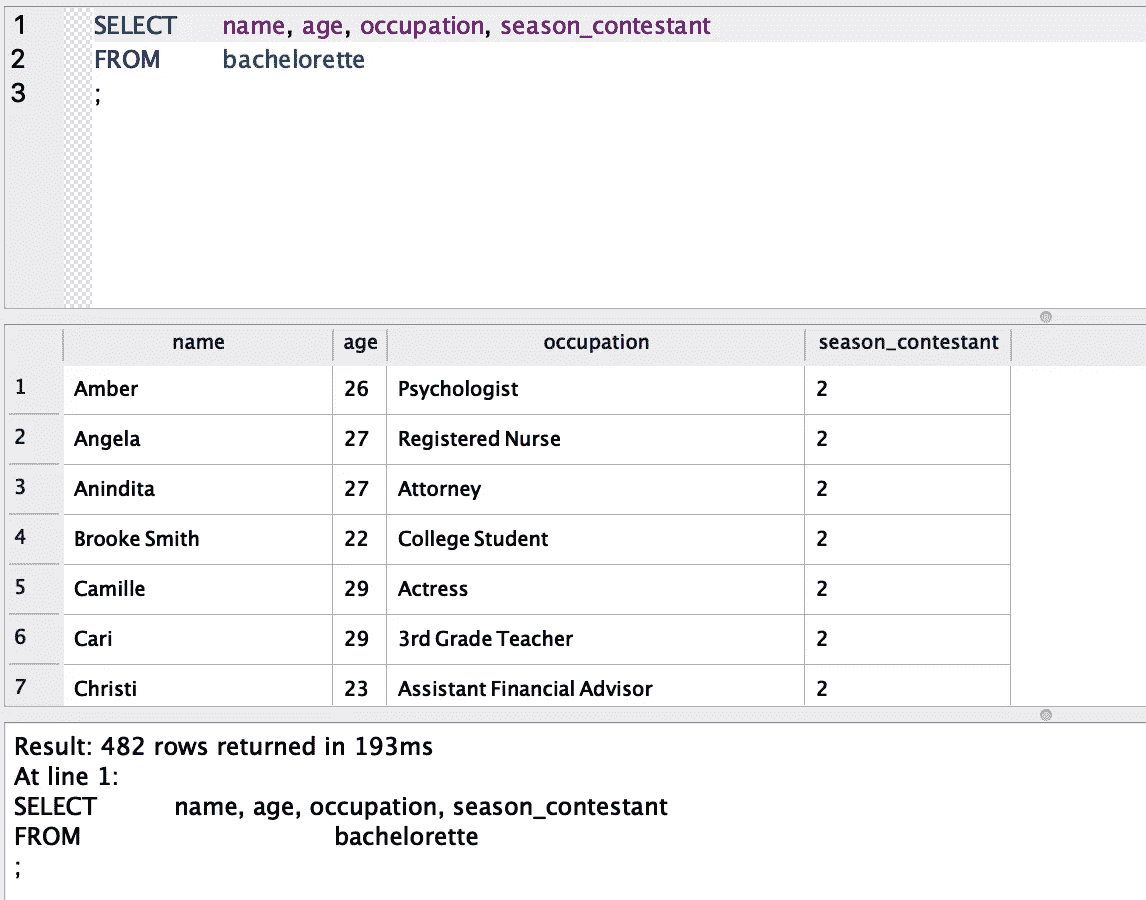 1 SELECT name, age, occupation, season_contestant
2 FROM bachelorette
3 ;
name age occupation season_contestant
1 Amber 26 Psychologist 2
2 Angela 27 Registered Nurse 2
3 Anindita 27 Attorney 2
4 Brooke Smith 22 College Student 2
5 Camille 29 Actress 2
6 Cari 29 3rd Grade Teacher 2
7 Christi 23 Assistant Financial Advisor 2
Result: 482 rows returned in 193ms
At line 1:
SELECT name, age, occupation, season_contestant
FROM bachelorette
;